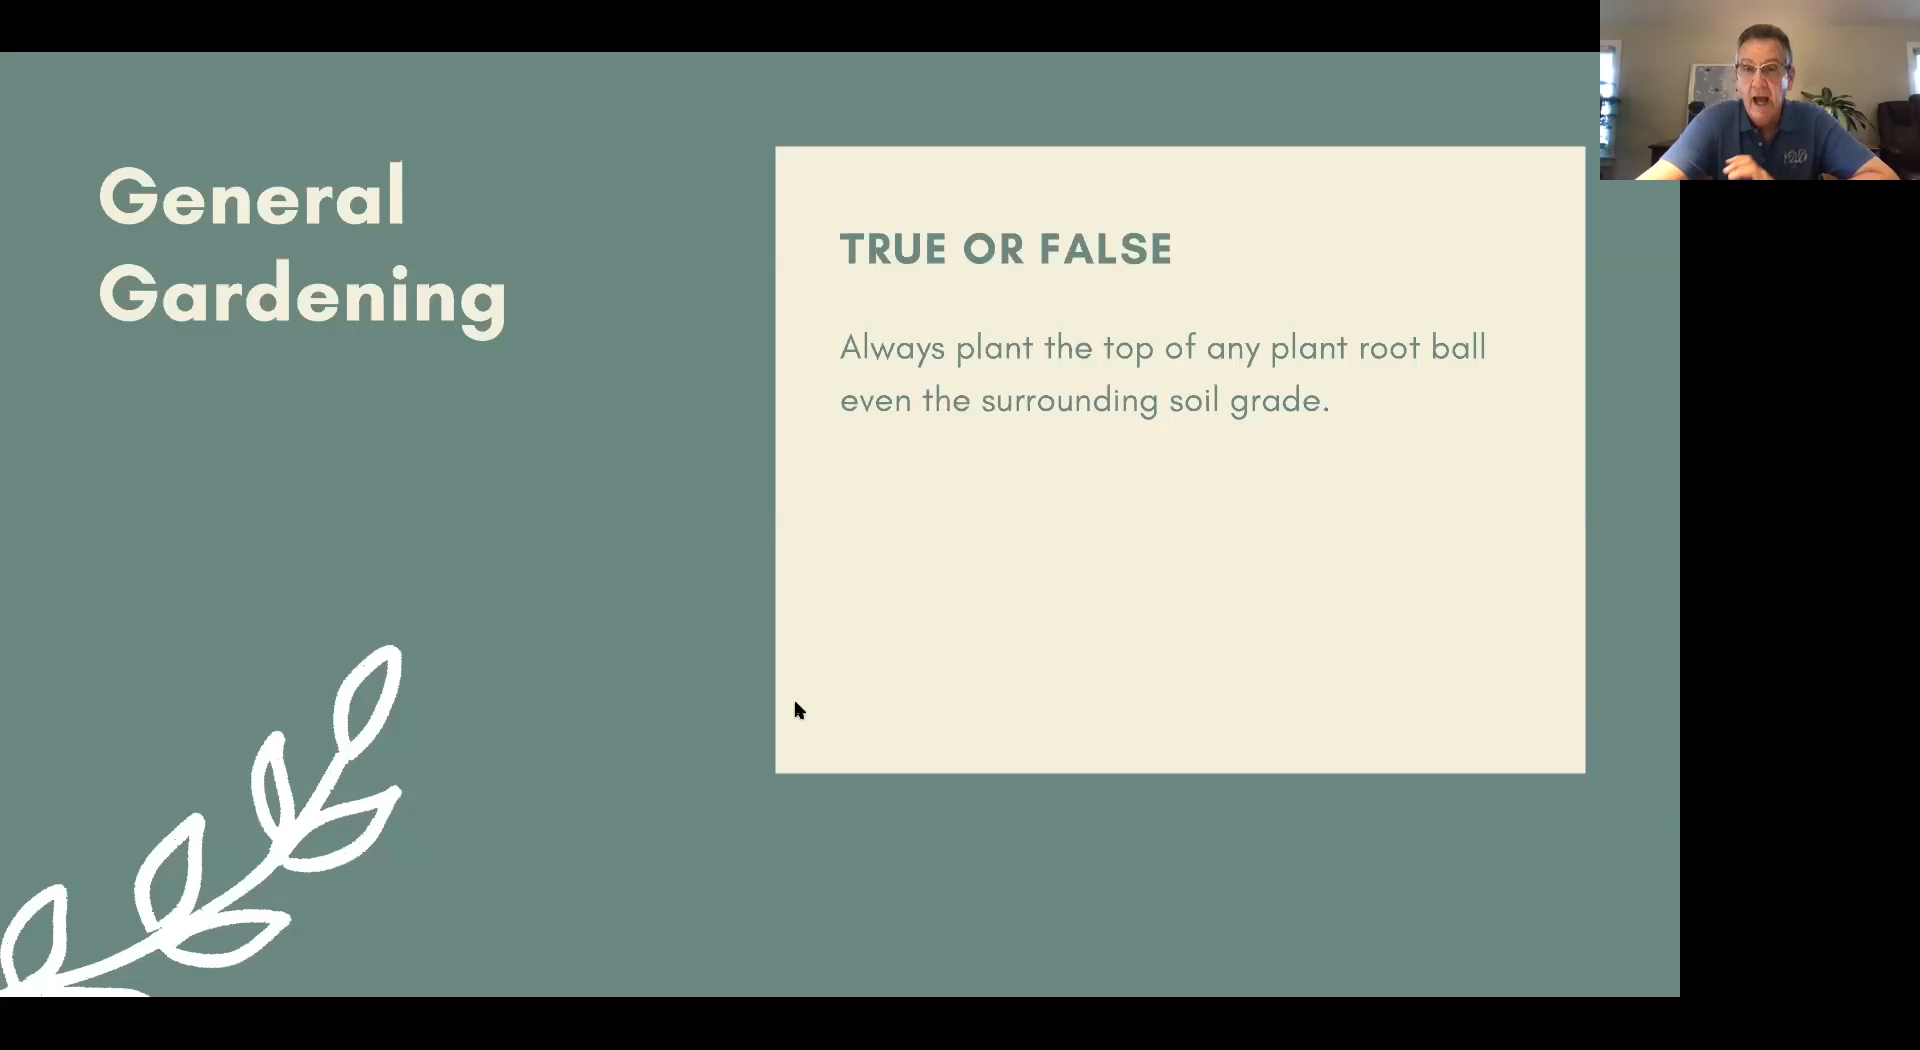 General
Gardening
TRUE OR FALSE
Always plant the top of any plant root ball
even the surrounding soil grade.